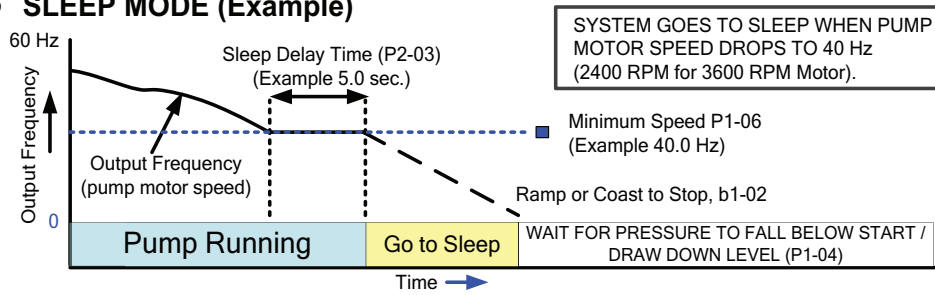 SLEEP MODE (Example)
60 Hz
Sleep Delay Time (P2-03)
(Example 5.0 sec.)
SYSTEM GOES TO SLEEP WHEN PUMP
MOTOR SPEED DROPS TO 40 Hz
(2400 RPM for 3600 RPM Motor).
Output Frequency
Minimum Speed P1-06
(Example 40.0 Hz)
Output Frequency
(pump motor speed)
Ramp or Coast to Stop, b1-02
0
Pump Running
Go to Sleep
WAIT FOR PRESSURE TO FALL BELOW START /
DRAW DOWN LEVEL (P1-04)
Time